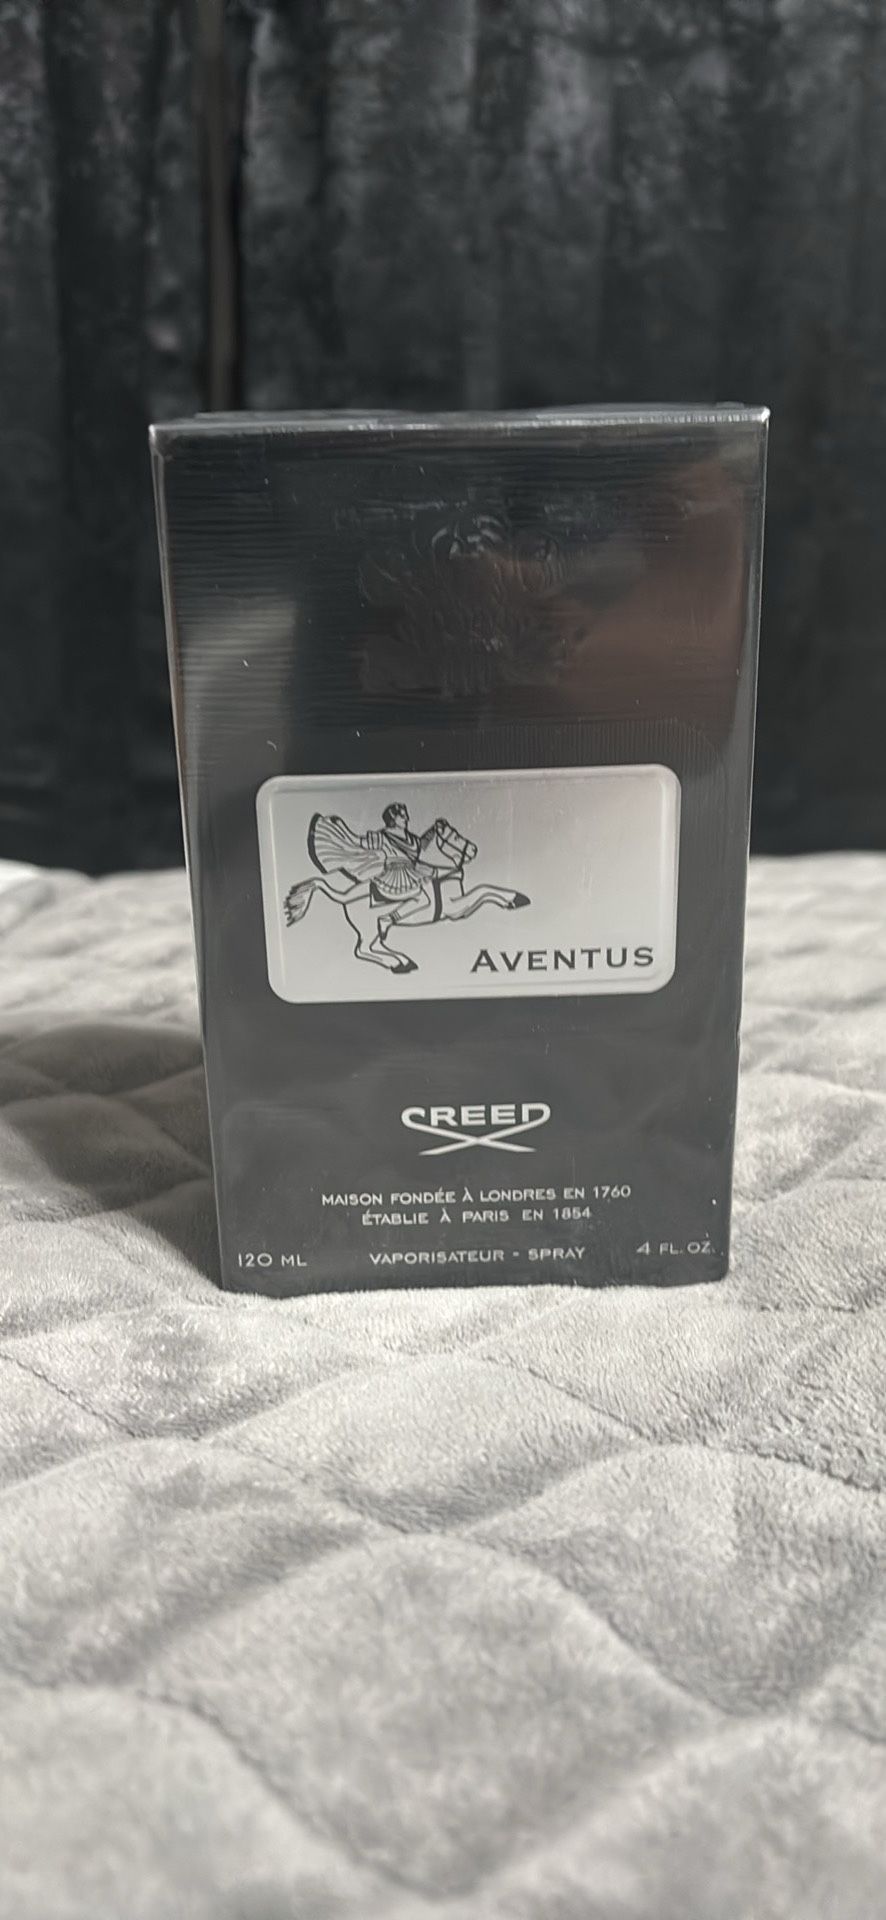 AVENTUS
CREED
MAISON FONDÉE À LONDRES EN 1760
ÉTABLIE À PARIS EN 1854
120 ML VAPORISATEUR - SPRAY 4 FL. OZ.